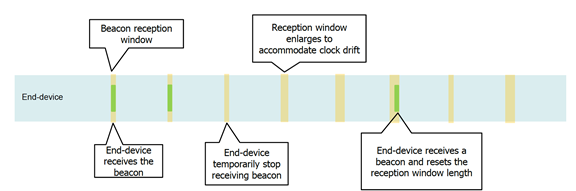 Beacon reception
window
Reception window
enlarges to
accommodate clock drift
End-device
End-device
receives the
beacon
End-device
temporarily stop
receiving beacon
End-device receives a
beacon and resets the
reception window length